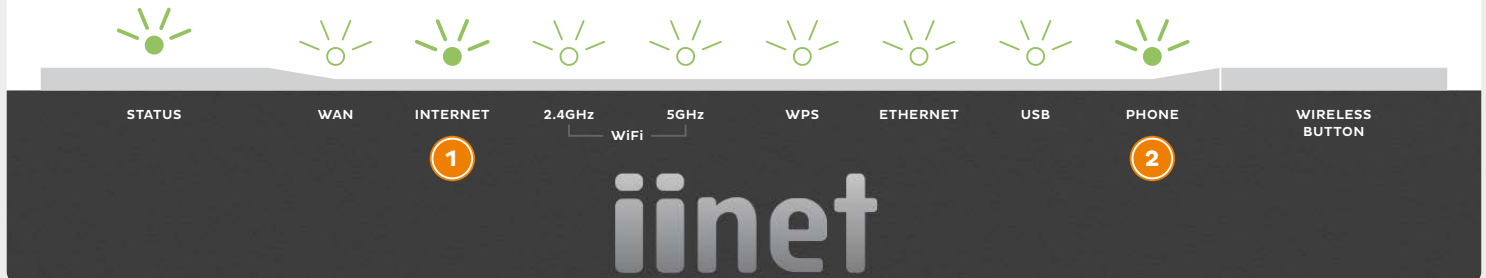 STATUS WAN INTERNET 2.4GHz 5GHz WPS ETHERNET USB PHONE WIRELESS
BUTTON
WiFi
1 2
iinet